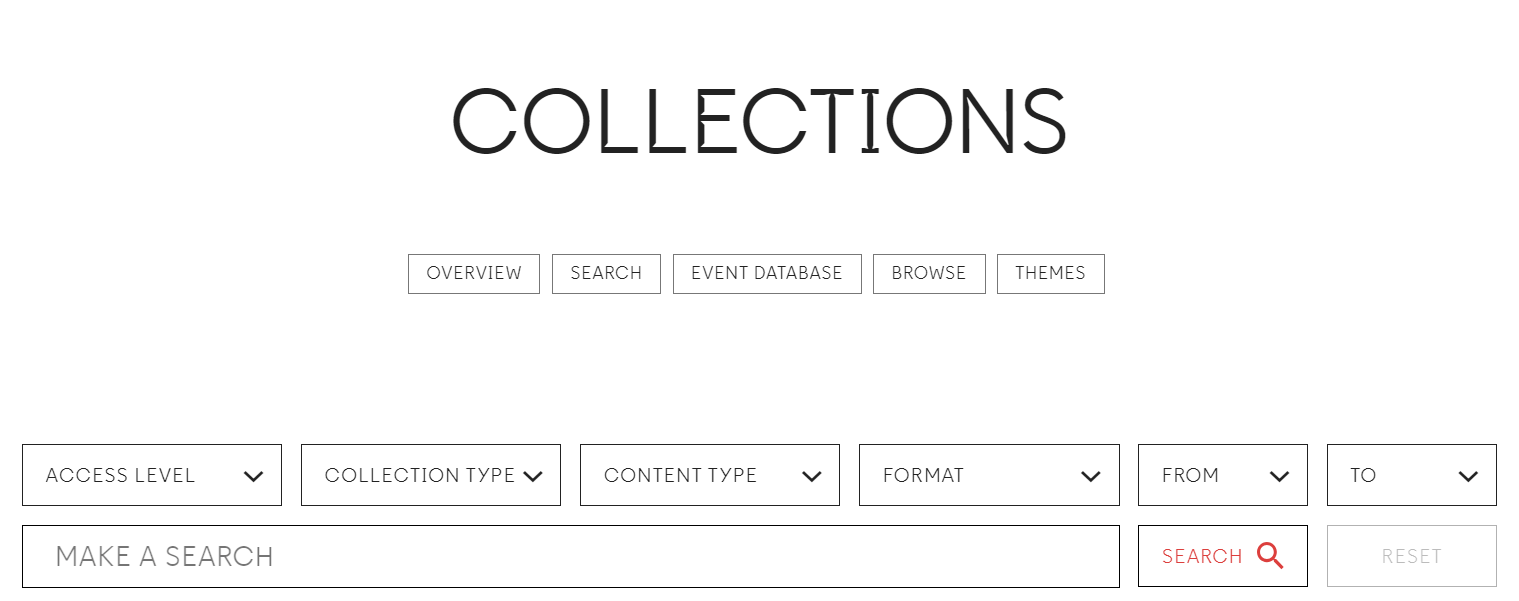 COLLECTIONS
OVERVIEW SEARCH EVENT DATABASE BROWSE THEMES
ACCESS LEVEL COLLECTION TYPE CONTENT TYPE FORMAT FROM TO
MAKE A SEARCH SEARCH RESET